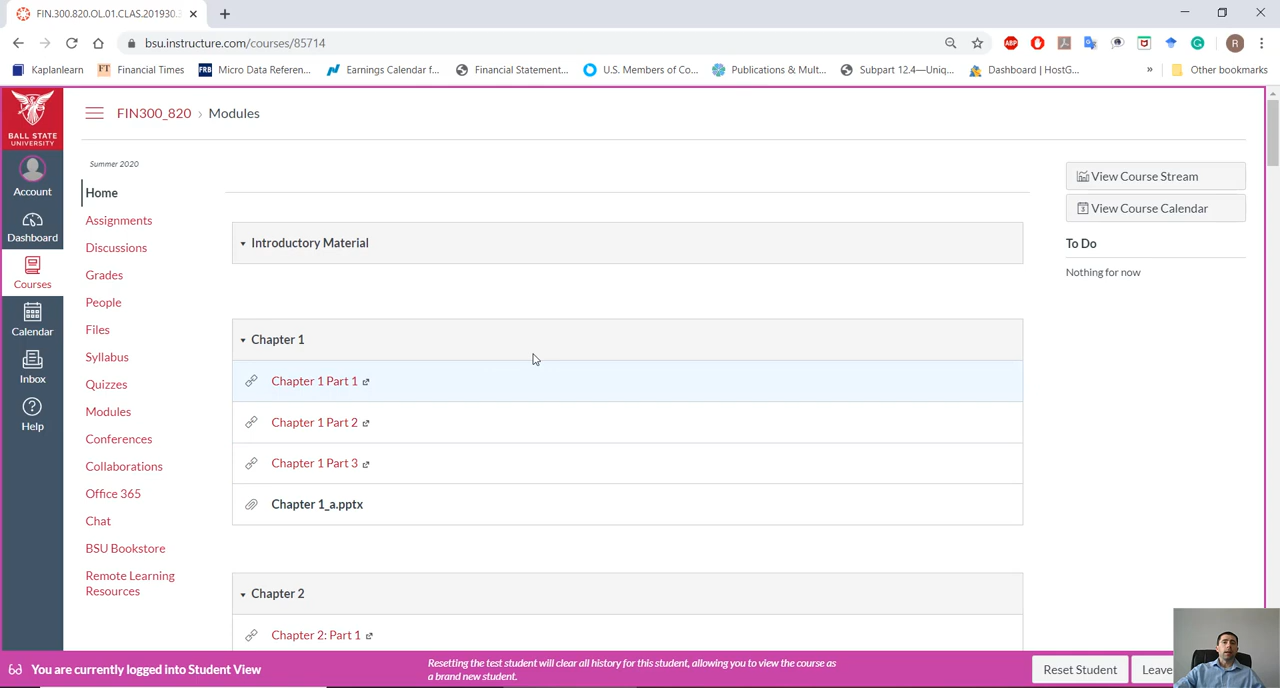 FIN.300.820.OL.01.CLAS.201930.
bsu.instructure.com/courses/85714
ABP
R
Kaplanlearn
FT Financial Times
FRB Micro Data Referen...
Earnings Calendar f...
Financial Statement...
U.S. Members of Co...
Publications & Mult...
Subpart 12.4—Uniq...
Dashboard | HostG...
»
Other bookmarks
BALL STATE
UNIVERSITY
Account
Dashboard
Courses
Calendar
Inbox
Help
FIN300_820 › Modules
Summer 2020
Home
Assignments
Discussions
Grades
People
Files
Syllabus
Quizzes
Modules
Conferences
Collaborations
Office 365
Chat
BSU Bookstore
Remote Learning
Resources
Introductory Material
Chapter 1
Chapter 1 Part 1
Chapter 1 Part 2
Chapter 1 Part 3
Chapter 1_a.pptx
Chapter 2
Chapter 2: Part 1
View Course Stream
View Course Calendar
To Do
Nothing for now
You are currently logged into Student View
Resetting the test student will clear all history for this student, allowing you to view the course as
a brand new student.
Reset Student
Leave